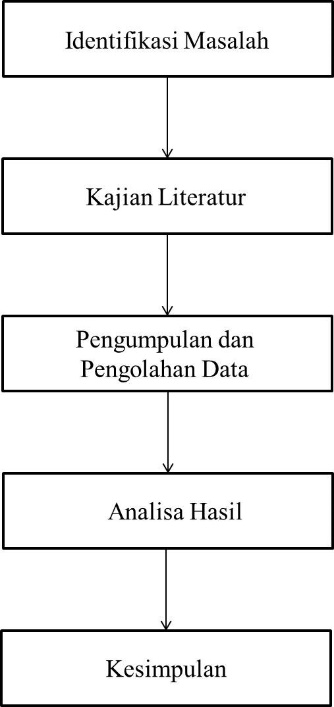 Identifikasi Masalah
Kajian Literatur
Pengumpulan dan
Pengolahan Data
Analisa Hasil
Kesimpulan